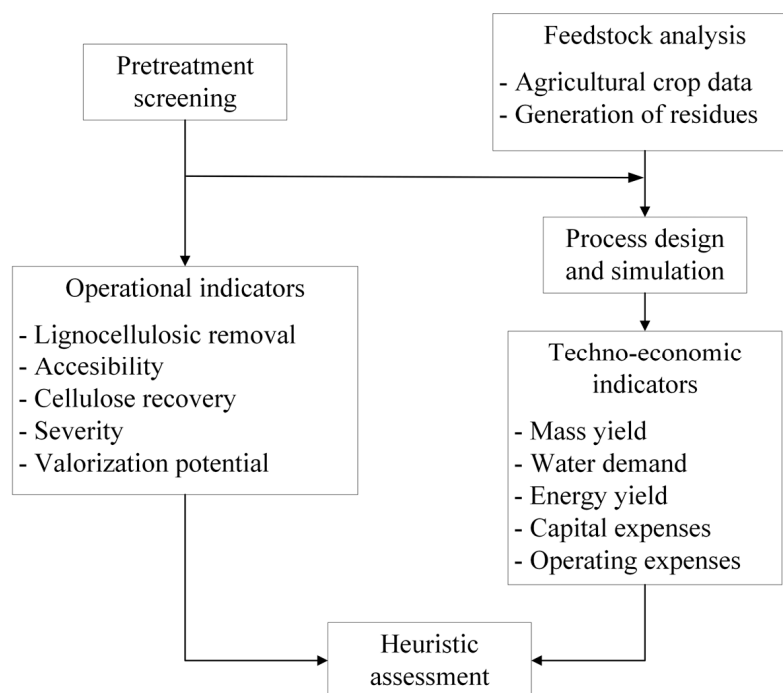 Pretreatment
screening
Feedstock analysis
- Agricultural crop data
- Generation of residues
Process design
and simulation
Operational indicators
- Lignocellulosic removal
- Accesibility
- Cellulose recovery
- Severity
- Valorization potential
Techno-economic
indicators
- Mass yield
- Water demand
- Energy yield
- Capital expenses
- Operating expenses
Heuristic
assessment